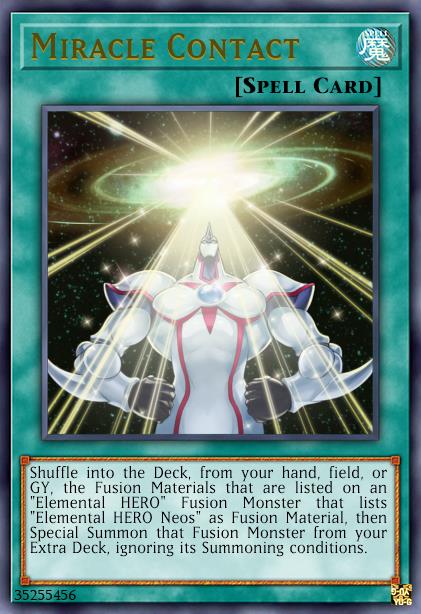 Miracle Contact
[Spell Card]
Shuffle into the Deck, from your hand, field, or
GY, the Fusion Materials that are listed on an
"Elemental HERO" Fusion Monster that lists
"Elemental HERO Neos" as Fusion Material, then
Special Summon that Fusion Monster from your
Extra Deck, ignoring its Summoning conditions.
35255456